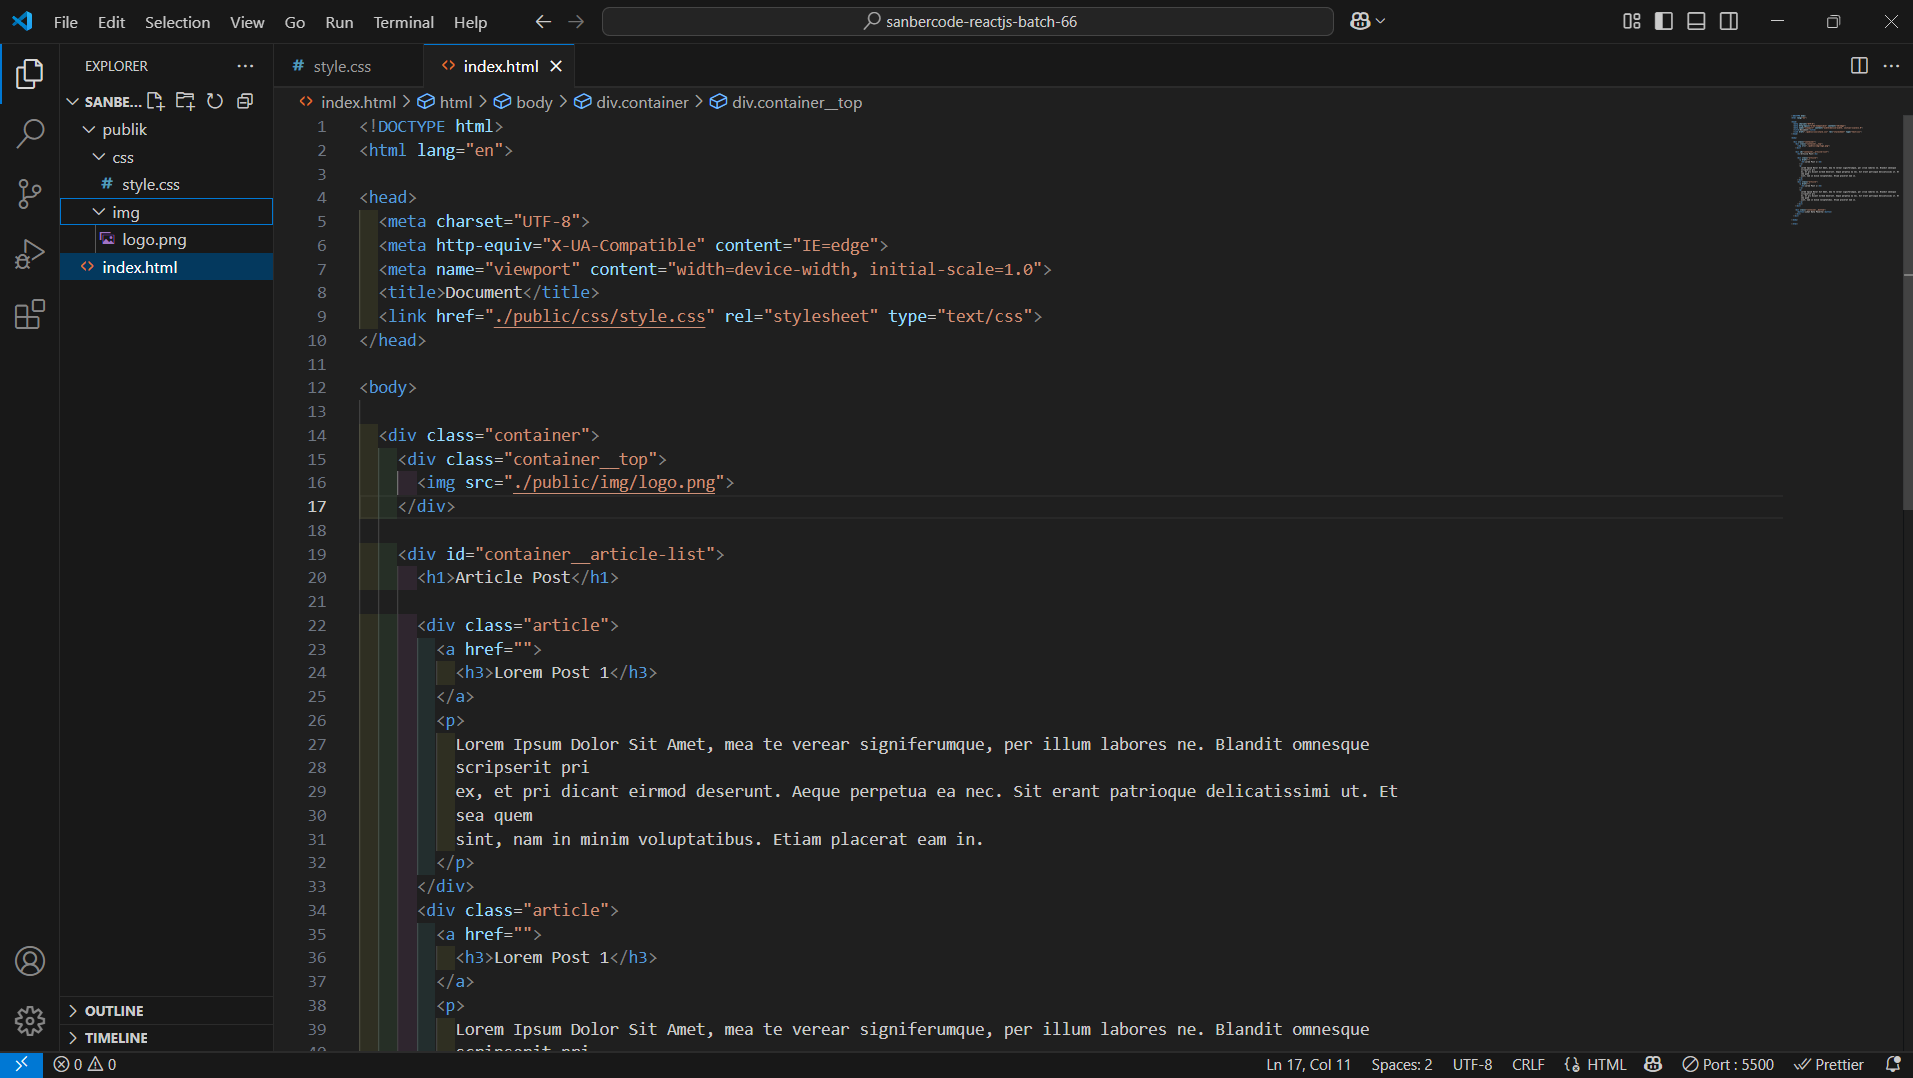 File Edit Selection View Go Run Terminal Help
sanbercode-reactjs-batch-66
EXPLORER
SANBE...
publik
css
# style.css
img
logo.png
<> index.html
OUTLINE
TIMELINE
# style.css
<> index.html
<> index.html > html > body > div.container > div.container__top
1 <!DOCTYPE html>
2 <html lang="en">
3
4 <head>
5 <meta charset="UTF-8">
6 <meta http-equiv="X-UA-Compatible" content="IE=edge">
7 <meta name="viewport" content="width=device-width, initial-scale=1.0">
8 <title>Document</title>
9 <link href="./public/css/style.css" rel="stylesheet" type="text/css">
10 </head>
11
12 <body>
13
14 <div class="container">
15 <div class="container__top">
16 <img src="./public/img/logo.png">
17 </div>
18
19 <div id="container__article-list">
20 <h1>Article Post</h1>
21
22 <div class="article">
23 <a href="">
24 <h3>Lorem Post 1</h3>
25 </a>
26 <p>
27 Lorem Ipsum Dolor Sit Amet, mea te verear signiferumque, per illum labores ne. Blandit omnesque
28 scripserit pri
29 ex, et pri dicant eirmod deserunt. Aeque perpetua ea nec. Sit erant patrioque delicatissimi ut. Et
30 sea quem
31 sint, nam in minim voluptatibus. Etiam placerat eam in.
32 </p>
33 </div>
34 <div class="article">
35 <a href="">
36 <h3>Lorem Post 1</h3>
37 </a>
38 <p>
39 Lorem Ipsum Dolor Sit Amet, mea te verear signiferumque, per illum labores ne. Blandit omnesque
40 scripserit pri
0 0
Ln 17, Col 11 Spaces: 2 UTF-8 CRLF HTML Port : 5500 Prettier